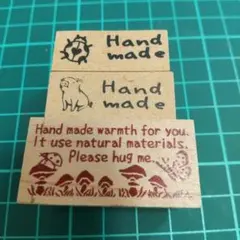 Hand
made
Hand
made
Hand made warmth for you.
It use natural materials.
Please hug me.